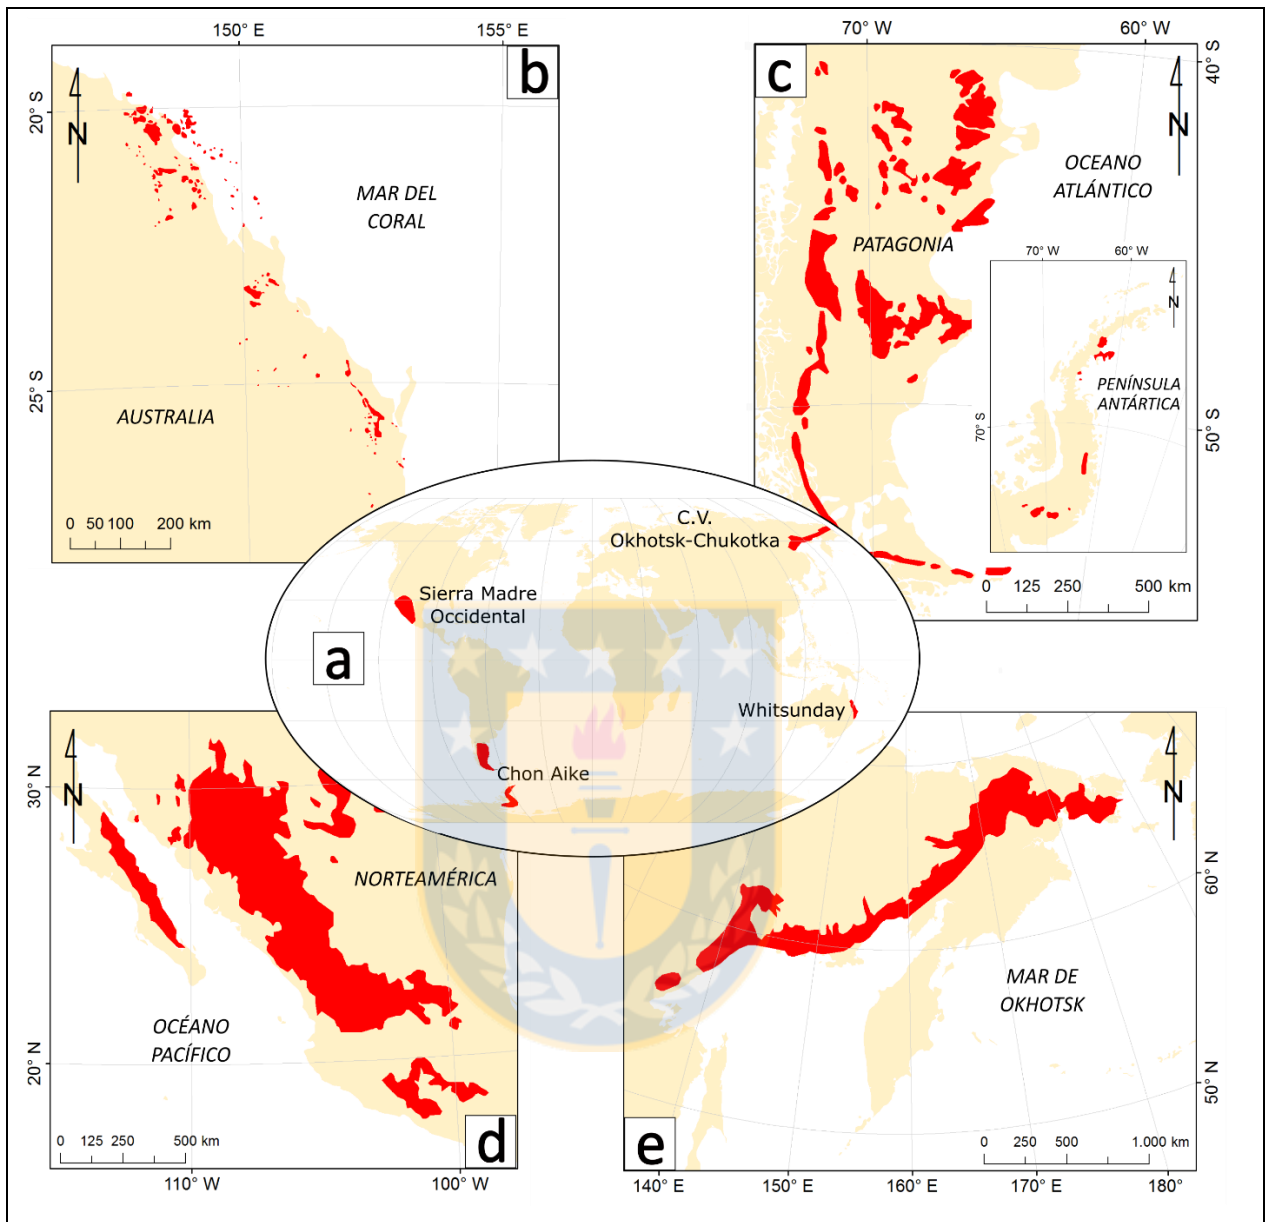 150° E
155° E
b
20° S
N
MAR DEL
CORAL
25° S
AUSTRALIA
0 50 100 200 km
70° W
60° W
c
40° S
N
OCEANO
ATLÁNTICO
PATAGONIA
70° W
60° W
N
PENÍNSULA
ANTÁRTICA
70° S
50° S
0 125 250 500 km
C.V.
Okhotsk-Chukotka
Sierra Madre
Occidental
a
Whitsunday
Chon Aike
30° N
N
NORTEAMÉRICA
OCÉANO
PACÍFICO
20° N
0 125 250 500 km
d
110° W
100° W
N
60° N
MAR DE
OKHOTSK
50° N
e
0 250 500 1.000 km
140° E
150° E
160° E
170° E
180°